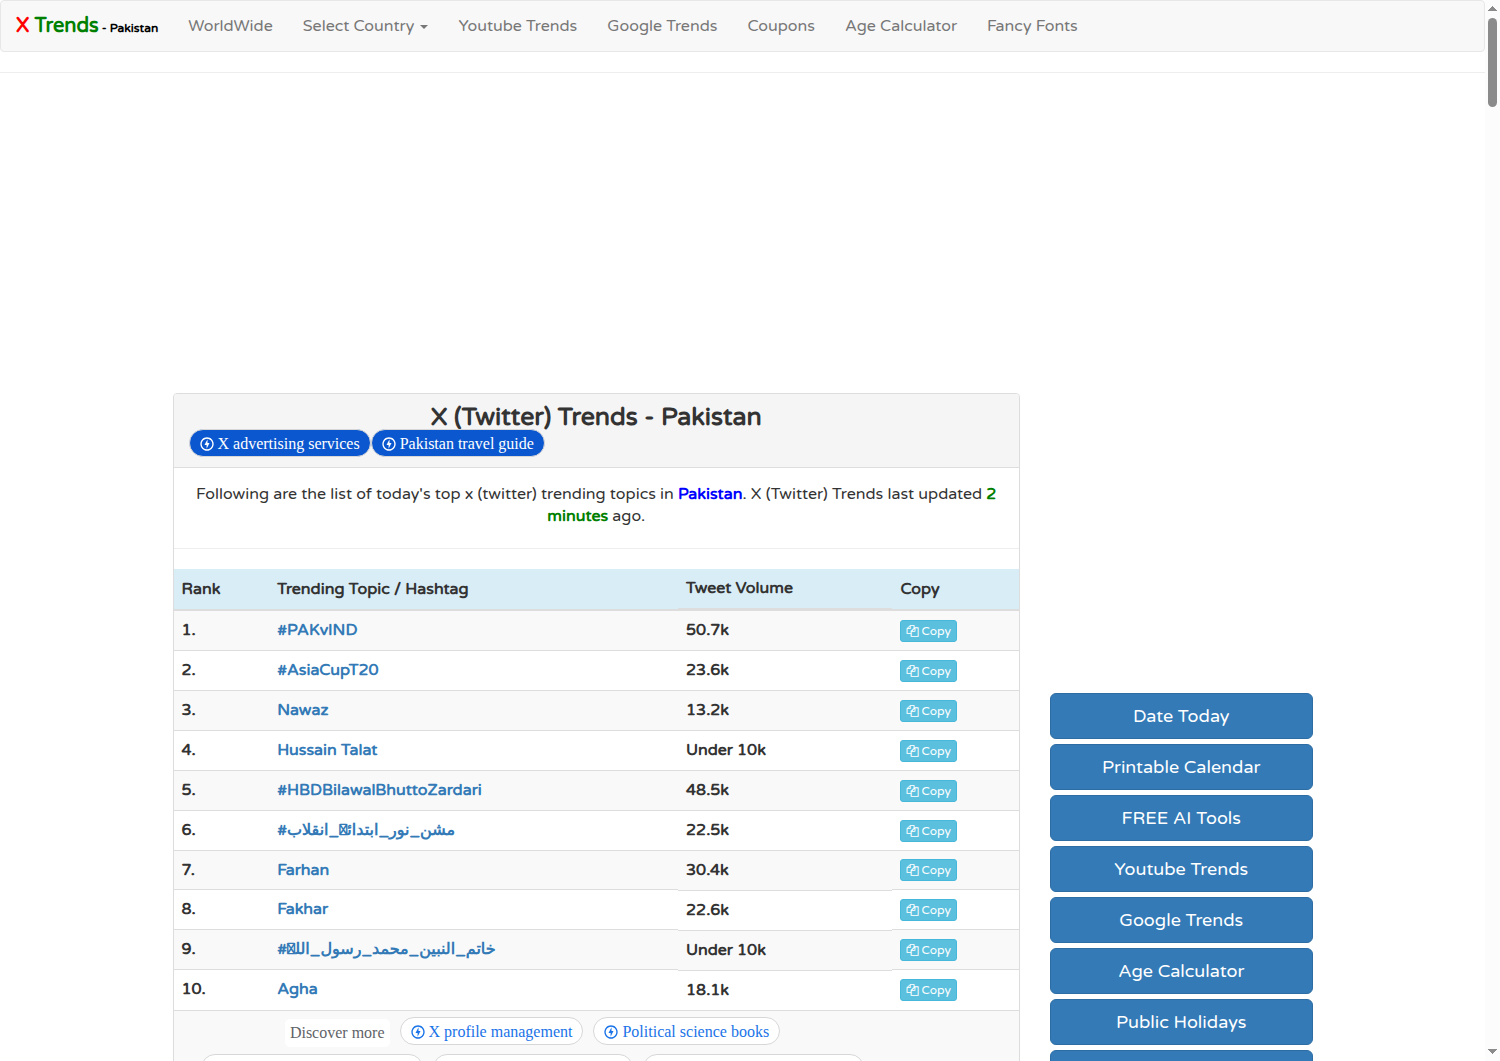 X Trends - Pakistan WorldWide Select Country Youtube Trends Google Trends Coupons Age Calculator Fancy Fonts
X (Twitter) Trends - Pakistan
X advertising services Pakistan travel guide
Following are the list of today's top x (twitter) trending topics in Pakistan. X (Twitter) Trends last updated 2
minutes ago.
Rank Trending Topic / Hashtag Tweet Volume Copy
1. #PAKvIND 50.7k Copy
2. #AsiaCupT20 23.6k Copy
3. Nawaz 13.2k Copy
4. Hussain Talat Under 10k Copy
5. #HBDBilawalBhuttoZardari 48.5k Copy
6. #مشن_نور_ابتدائ_انقلاب 22.5k Copy
7. Farhan 30.4k Copy
8. Fakhar 22.6k Copy
9. #خاتم_النبین_محمد_رسول_الل Under 10k Copy
10. Agha 18.1k Copy
Discover more X profile management Political science books
Date Today
Printable Calendar
FREE AI Tools
Youtube Trends
Google Trends
Age Calculator
Public Holidays